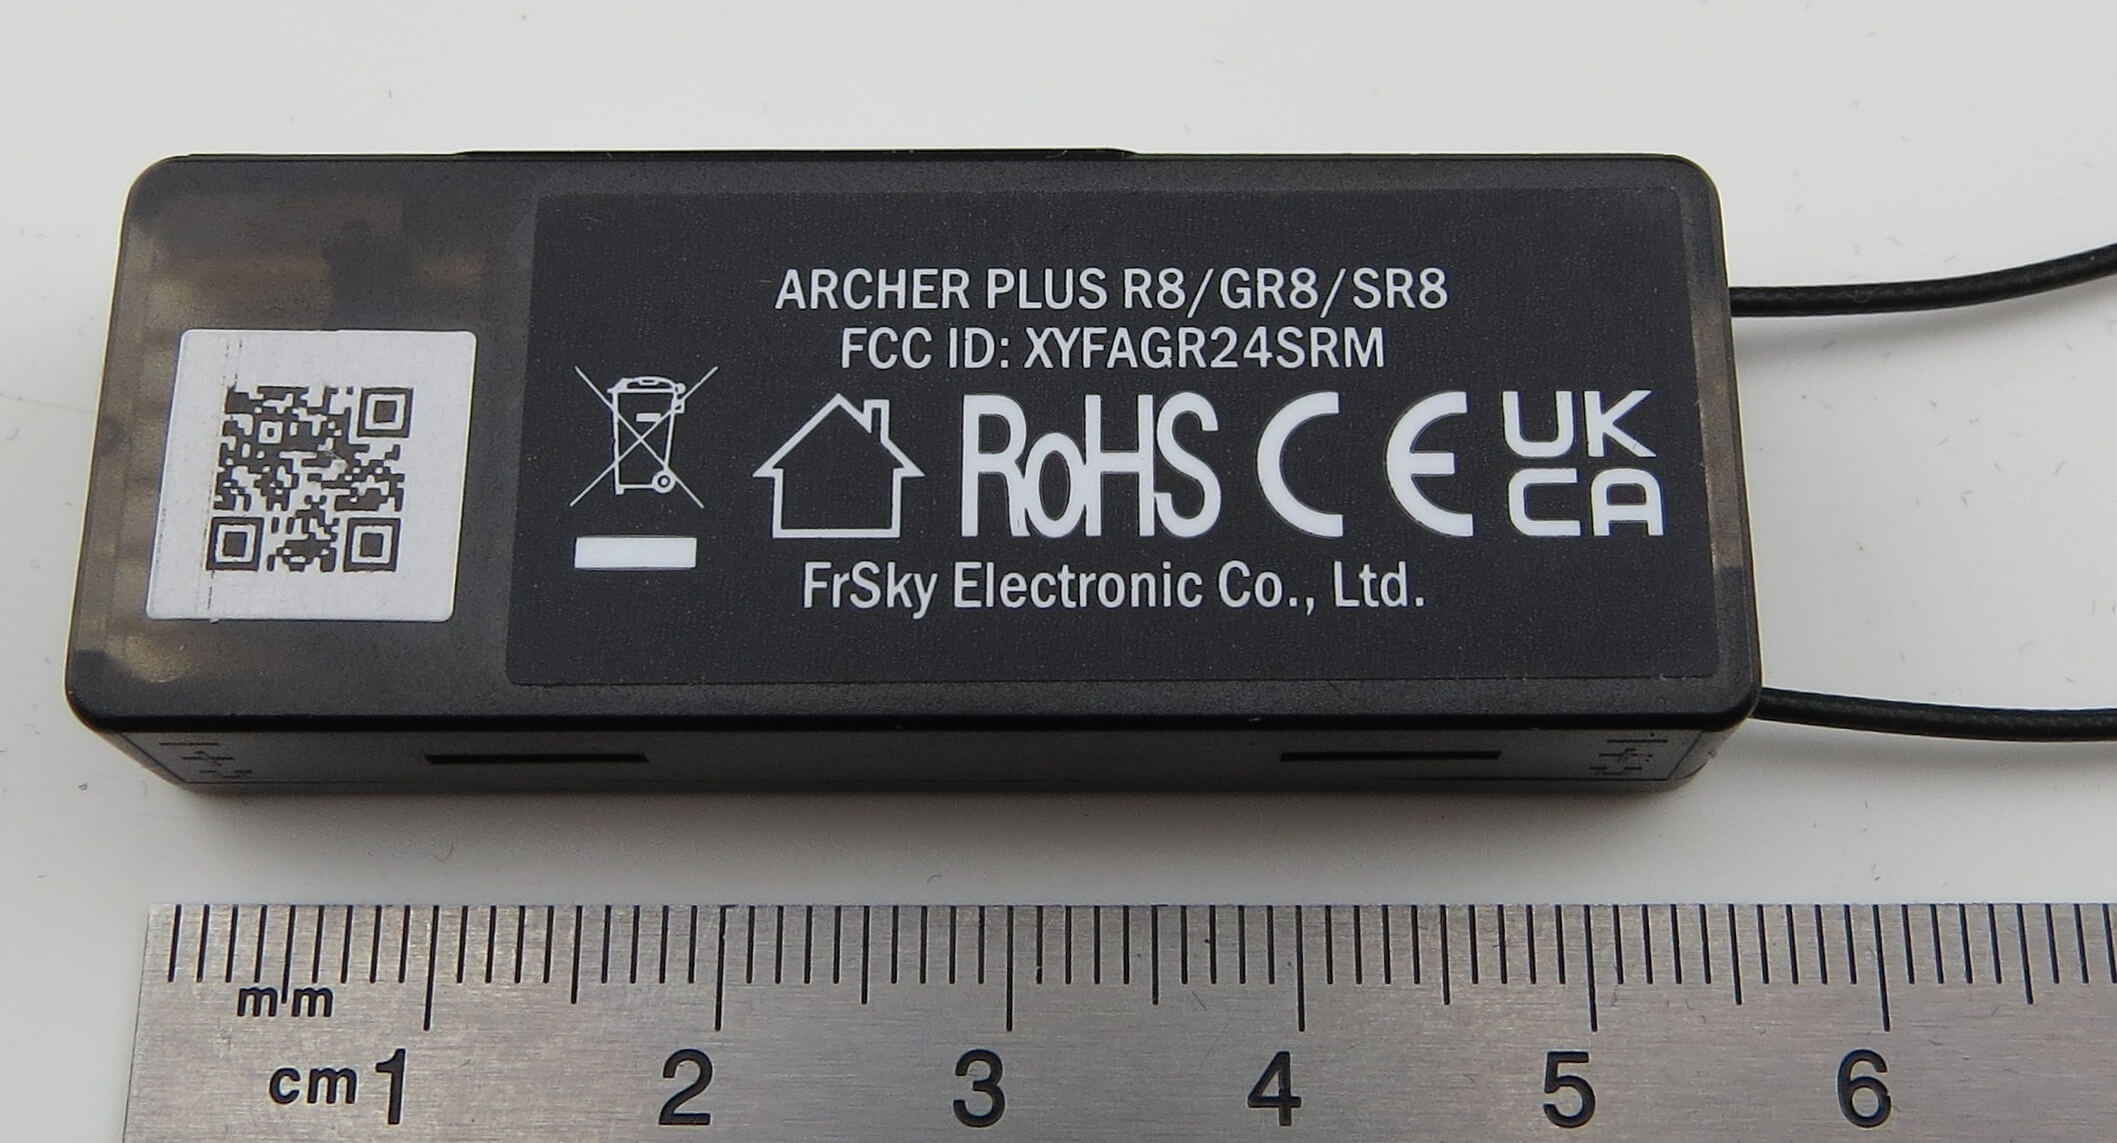 ARCHER PLUS R8/GR8/SR8
FCC ID: XYFAGR24SRM
RoHS CE UK
CA
FrSky Electronic Co., Ltd.
mm
cm 1 2 3 4 5 6